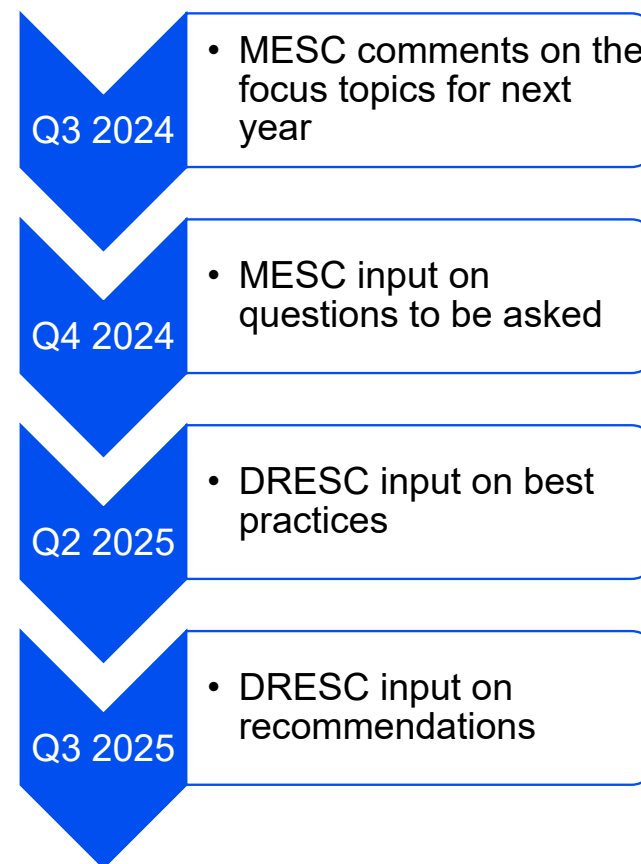 Q3 2024
• MESC comments on the
focus topics for next
year
Q4 2024
• MESC input on
questions to be asked
Q2 2025
• DRESC input on best
practices
Q3 2025
• DRESC input on
recommendations